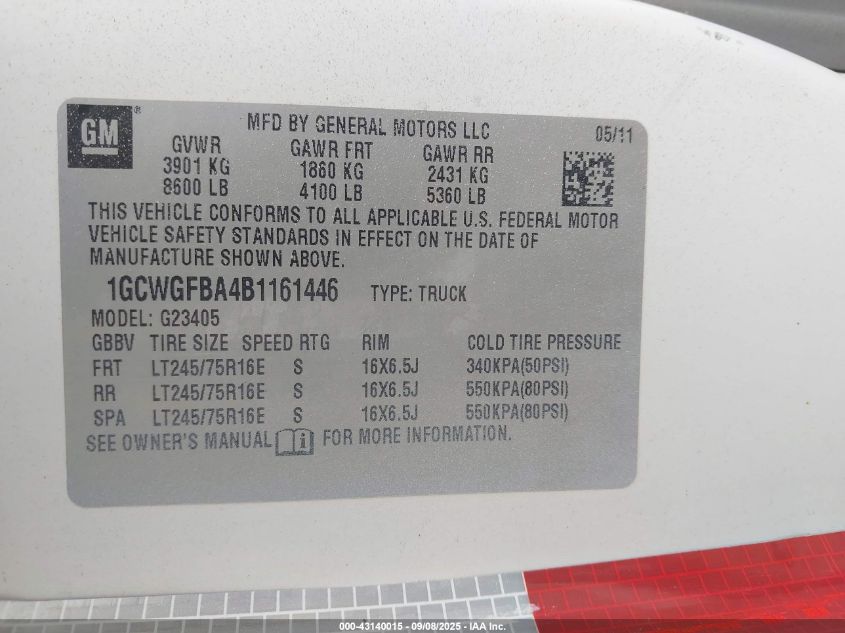 GM®
MFD BY GENERAL MOTORS LLC 05/11
GVWR GAWR FRT GAWR RR
3901 KG 1860 KG 2431 KG
8600 LB 4100 LB 5360 LB
THIS VEHICLE CONFORMS TO ALL APPLICABLE U.S. FEDERAL MOTOR
VEHICLE SAFETY STANDARDS IN EFFECT ON THE DATE OF
MANUFACTURE SHOWN ABOVE.
1GCWGFBA4B1161446 TYPE: TRUCK
MODEL: G23405
GBBV TIRE SIZE SPEED RTG RIM COLD TIRE PRESSURE
FRT LT245/75R16E S 16X6.5J 340KPA(50PSI)
RR LT245/75R16E S 16X6.5J 550KPA(80PSI)
SPA LT245/75R16E S 16X6.5J 550KPA(80PSI)
SEE OWNER'S MANUAL i FOR MORE INFORMATION.
000-43140015 - 09/08/2025 - IAA Inc.